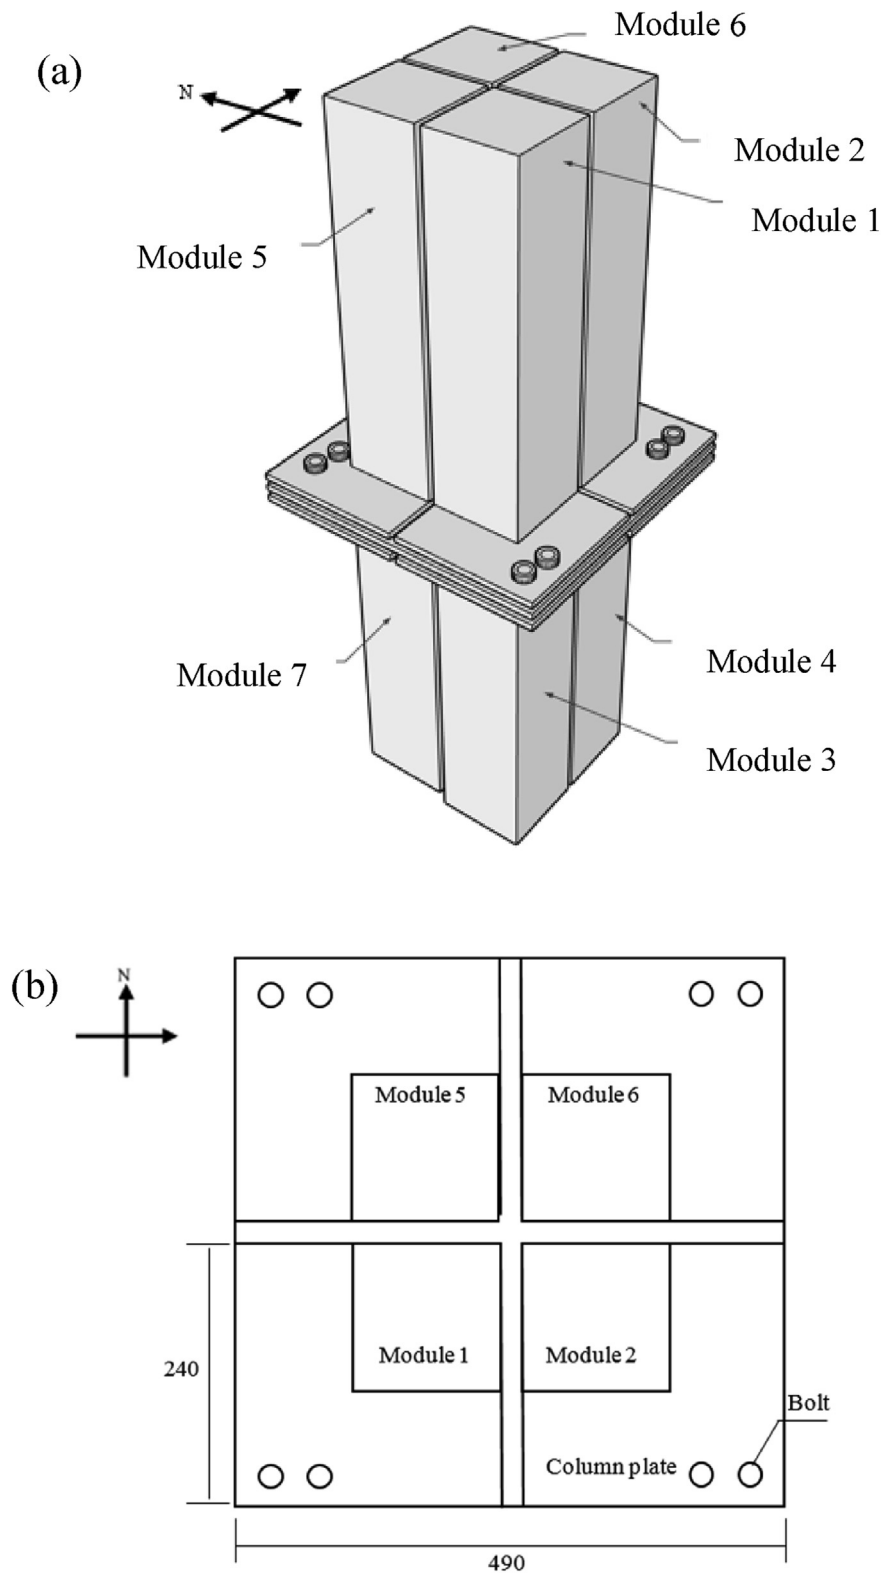 Module 6
(a)
N
Module 2
Module 1
Module 5
Module 7
Module 4
Module 3
(b)
N
Module 5
Module 6
Module 1
Module 2
240
Bolt
Column plate
490